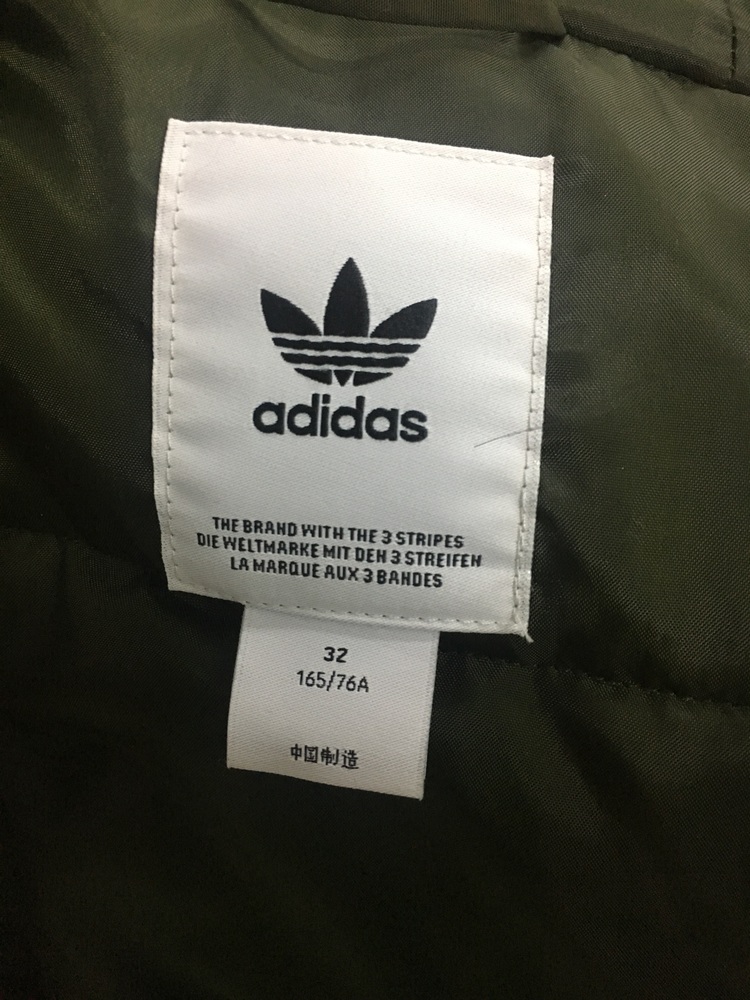 adidas
THE BRAND WITH THE 3 STRIPES
DIE WELTMARKE MIT DEN 3 STREIFEN
LA MARQUE AUX 3 BANDES
32
165/76A
中国制造